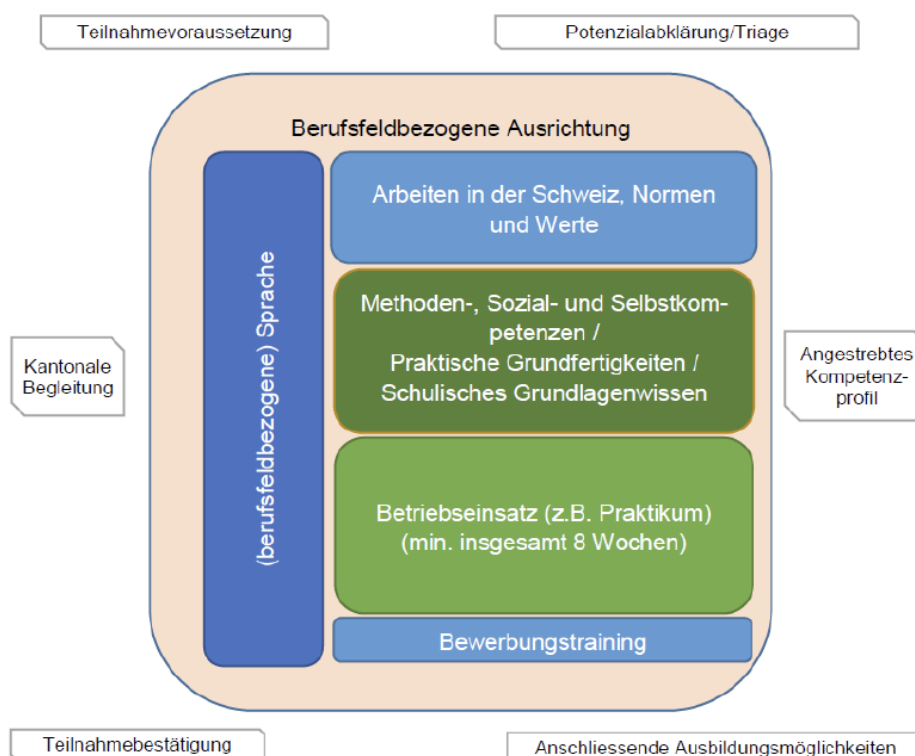 Teilnahmevoraussetzung
Potenzialabklärung/Triage
Berufsfeldbezogene Ausrichtung
(berufsfeldbezogene) Sprache
Arbeiten in der Schweiz, Normen
und Werte
Methoden-, Sozial- und Selbstkom-
petenzen /
Praktische Grundfertigkeiten /
Schulisches Grundlagenwissen
Betriebseinsatz (z.B. Praktikum)
(min. insgesamt 8 Wochen)
Bewerbungstraining
Kantonale
Begleitung
Angestrebtes
Kompetenz-
profil
Teilnahmebestätigung
Anschliessende Ausbildungsmöglichkeiten